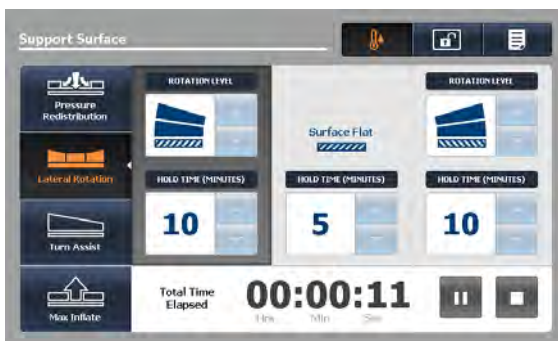 Support Surface
Pressure
Redistribution
Lateral Rotation
Turn Assist
Max Inflate
ROTATION LEVEL
HOLD TIME (MINUTES)
10
Surface Flat
HOLD TIME (MINUTES)
5
ROTATION LEVEL
HOLD TIME (MINUTES)
10
Total Time
Elapsed
00:00:11
Hrs Min Sec